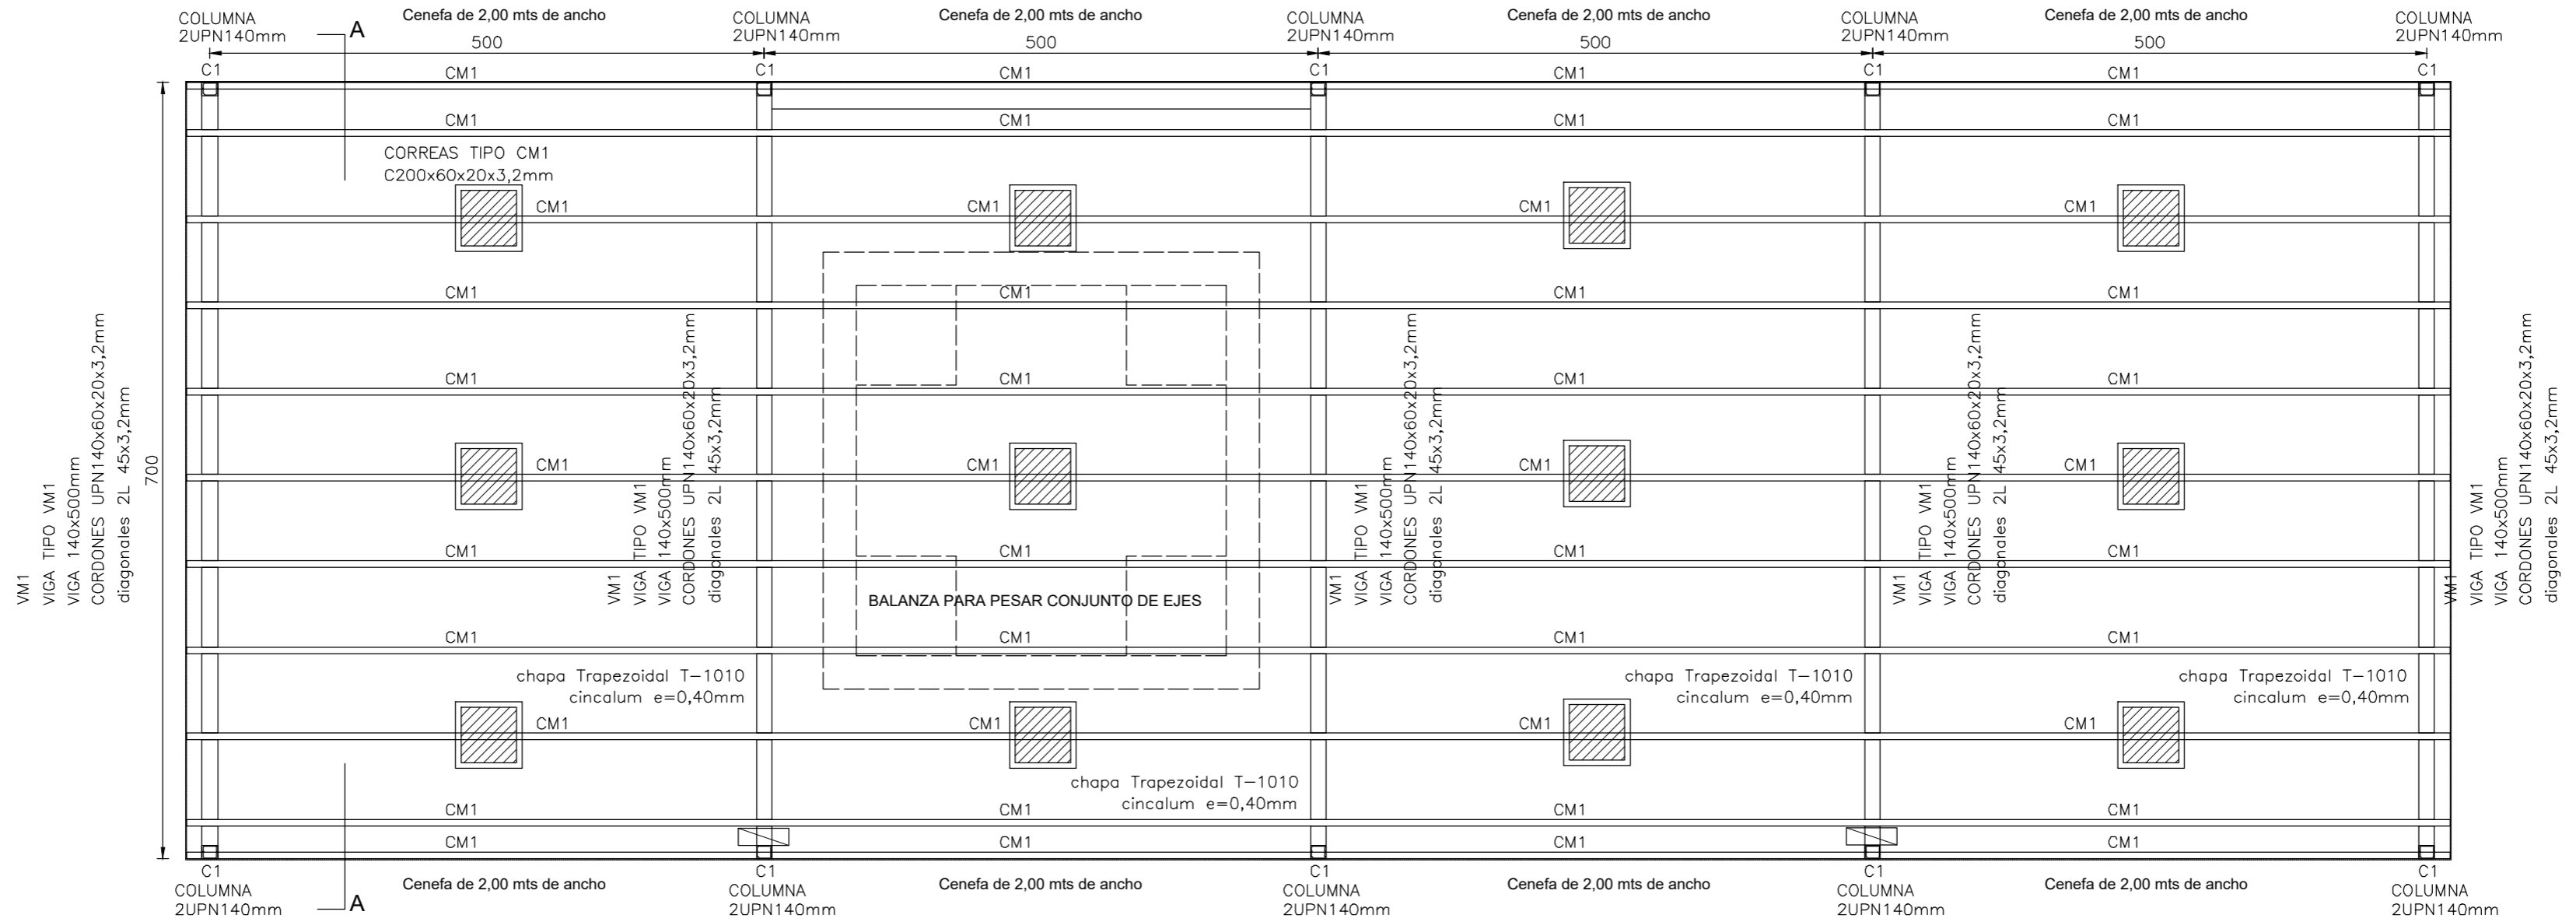 COLUMNA
2UPN140mm
Cenefa de 2,00 mts de ancho
COLUMNA
2UPN140mm
Cenefa de 2,00 mts de ancho
COLUMNA
2UPN140mm
Cenefa de 2,00 mts de ancho
COLUMNA
2UPN140mm
Cenefa de 2,00 mts de ancho
COLUMNA
2UPN140mm
A
500
500
500
500
C1
CM1
C1
CM1
C1
CM1
C1
CM1
C1
CM1
CM1
CM1
CM1
CORREAS TIPO CM1
C200x60x20x3,2mm
CM1
CM1
CM1
CM1
CM1
CM1
CM1
CM1
CM1
CM1
CM1
CM1
VM1
VIGA TIPO VM1
VIGA 140x500mm
CORDONES UPN140x60x20x3,2mm
diagonales 2L 45x3,2mm
700
VM1
VIGA TIPO VM1
VIGA 140x500mm
CORDONES UPN140x60x20x3,2mm
diagonales 2L 45x3,2mm
VM1
VIGA TIPO VM1
VIGA 140x500mm
CORDONES UPN140x60x20x3,2mm
diagonales 2L 45x3,2mm
VM1
VIGA TIPO VM1
VIGA 140x500mm
CORDONES UPN140x60x20x3,2mm
diagonales 2L 45x3,2mm
VM1
VIGA TIPO VM1
VIGA 140x500mm
CORDONES UPN140x60x20x3,2mm
diagonales 2L 45x3,2mm
CM1
CM1
CM1
CM1
CM1
CM1
CM1
CM1
BALANZA PARA PESAR CONJUNTO DE EJES
CM1
CM1
CM1
CM1
chapa Trapezoidal T-1010
cincalum e=0,40mm
chapa Trapezoidal T-1010
cincalum e=0,40mm
chapa Trapezoidal T-1010
cincalum e=0,40mm
CM1
CM1
CM1
CM1
chapa Trapezoidal T-1010
cincalum e=0,40mm
CM1
CM1
CM1
CM1
CM1
CM1
CM1
CM1
C1
C1
C1
C1
C1
COLUMNA
2UPN140mm
A
Cenefa de 2,00 mts de ancho
COLUMNA
2UPN140mm
Cenefa de 2,00 mts de ancho
COLUMNA
2UPN140mm
Cenefa de 2,00 mts de ancho
COLUMNA
2UPN140mm
Cenefa de 2,00 mts de ancho
COLUMNA
2UPN140mm